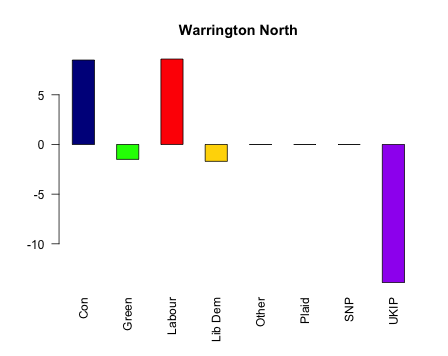 Warrington North
5
0
-5
-10
Con
Green
Labour
Lib Dem
Other
Plaid
SNP
UKIP